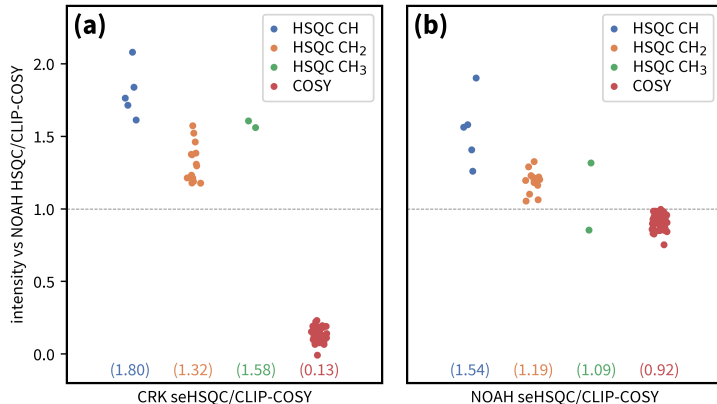 (a)
HSQC CH
HSQC CH₂
HSQC CH₃
COSY
(b)
HSQC CH
HSQC CH₂
HSQC CH₃
COSY
intensity vs NOAH HSQC/CLIP-COSY
2.0
1.5
1.0
0.5
0.0
(1.80) (1.32) (1.58) (0.13)
(1.54) (1.19) (1.09) (0.92)
CRK seHSQC/CLIP-COSY
NOAH seHSQC/CLIP-COSY